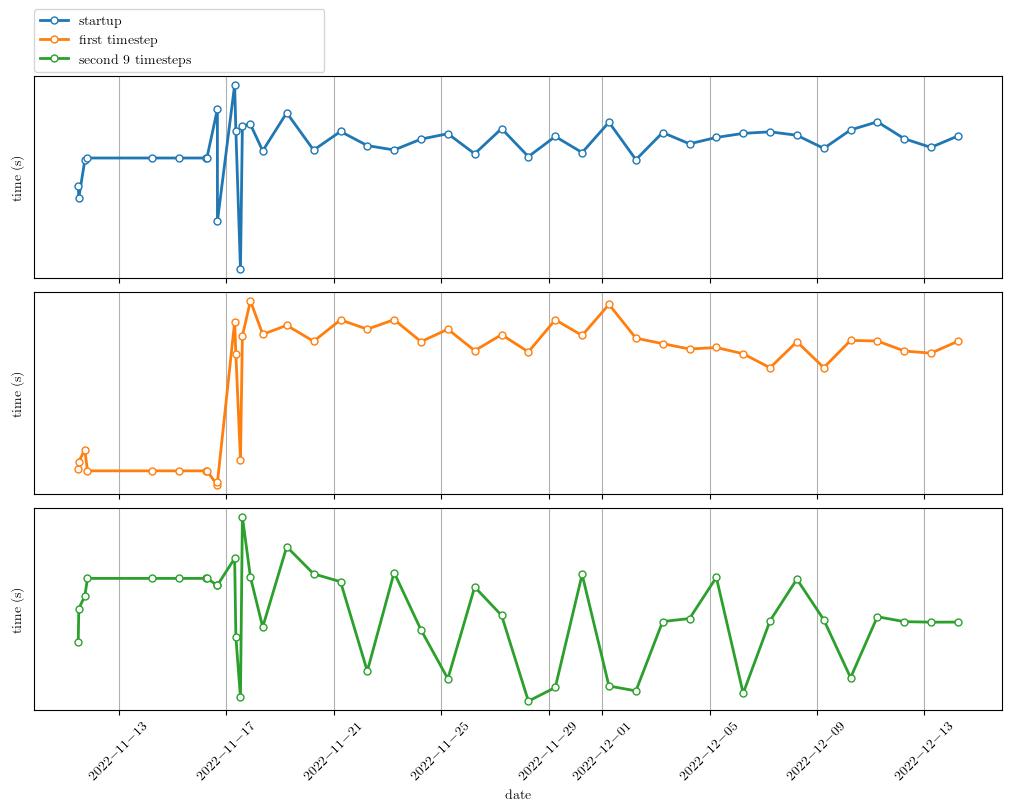 startup
first timestep
second 9 timesteps
time (s)
time (s)
time (s)
2022−11−13
2022−11−17
2022−11−21
2022−11−25
2022−11−29
2022−12−01
2022−12−05
2022−12−09
2022−12−13
date